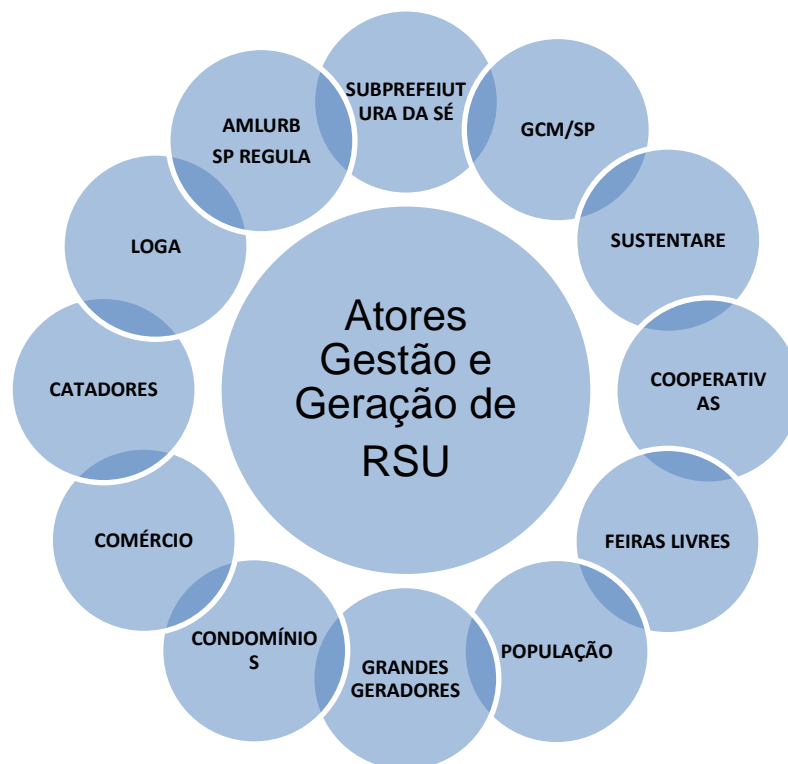 SUBPREFEIUT
URA DA SÉ
GCM/SP
SUSTENTARE
COOPERATIV
AS
FEIRAS LIVRES
POPULAÇÃO
GRANDES
GERADORES
CONDOMÍNIO
S
COMÉRCIO
CATADORES
LOGA
AMLURB
SP REGULA
Atores
Gestão e
Geração de
RSU